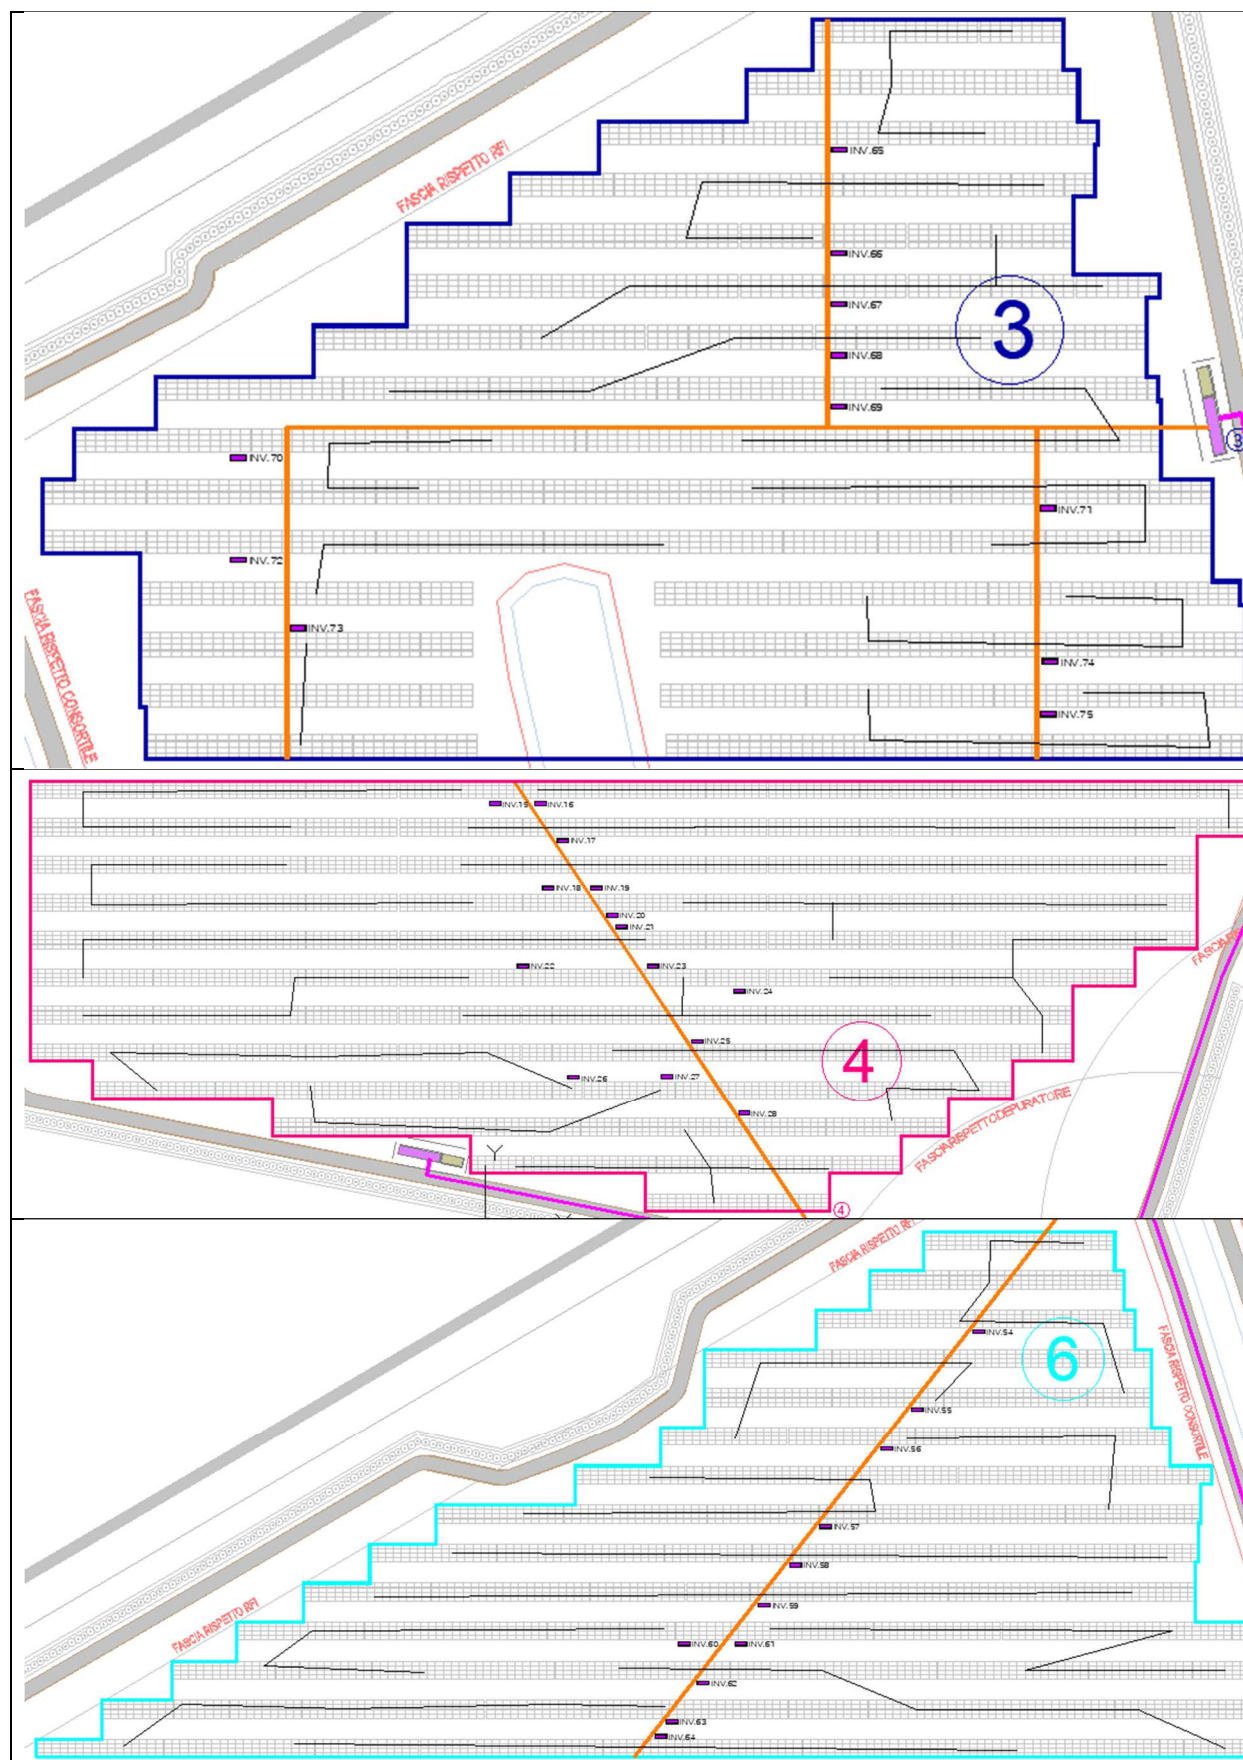 FASCIA RISPETTO RFI
INV.65
INV.66
INV.67
3
INV.68
INV.69
3
INV.70
INV.71
INV.72
FASCIA RISPETTO CONSORTILE
INV.73
INV.74
INV.75
INV.15
INV.16
INV.17
INV.18
INV.19
INV.20
INV.21
INV.22
INV.23
INV.24
INV.25
4
INV.26
INV.27
INV.28
FASCIA RISPETTO DEPURATORE
Y
4
FASCIA RISPETTO RFI
INV.54
6
FASCIA RISPETTO CONSORTILE
INV.55
INV.56
INV.57
INV.58
INV.59
FASCIA RISPETTO RFI
INV.60
INV.61
INV.62
INV.63
INV.64